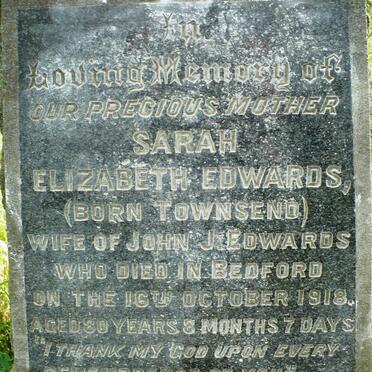 In
Loving Memory of
OUR PRECIOUS MOTHER
SARAH
ELIZABETH EDWARDS,
(BORN TOWNSEND)
WIFE OF JOHN J. EDWARDS
WHO DIED IN BEDFORD
ON THE 16TH OCTOBER 1918.
AGED 80 YEARS 8 MONTHS 7 DAYS
"I THANK MY GOD UPON EVERY